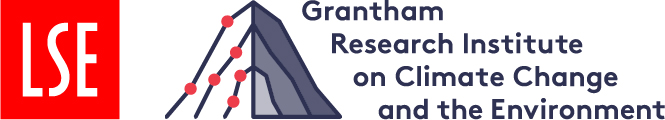 LSE
Grantham
Research Institute
on Climate Change
and the Environment